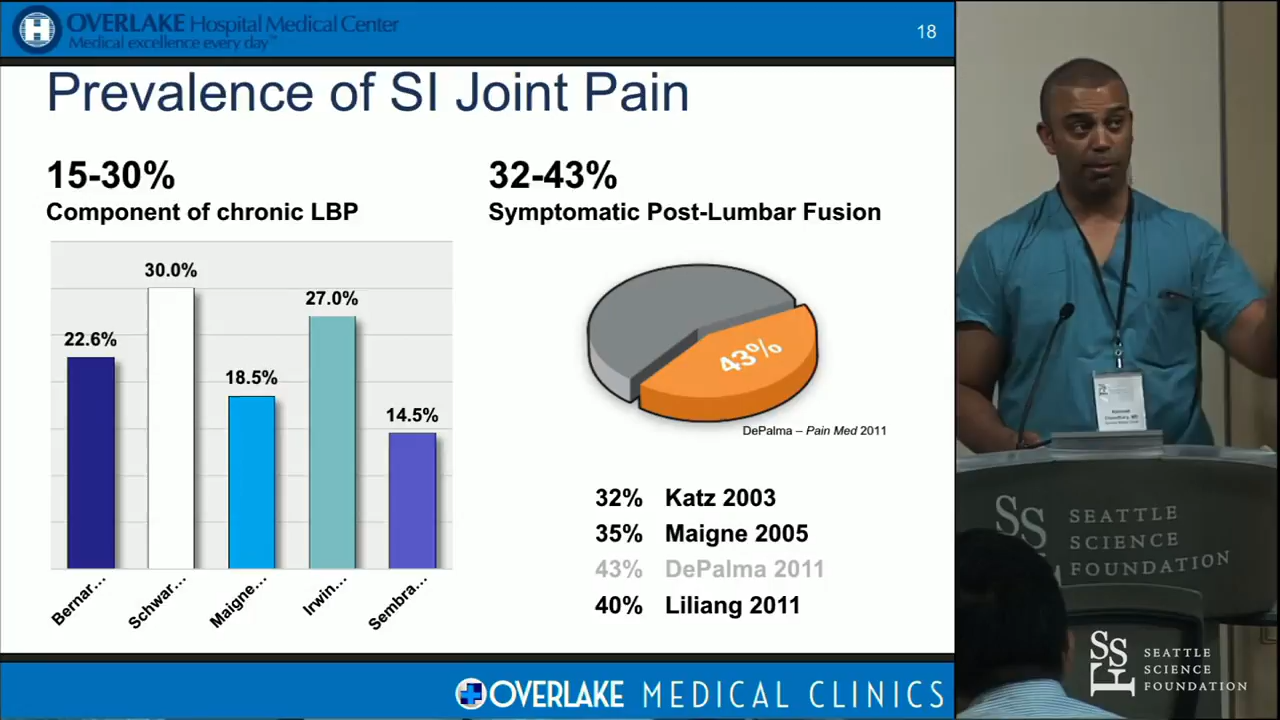 OVERLAKE Hospital Medical Center
Medical excellence every day™
18
Prevalence of SI Joint Pain
15-30%
Component of chronic LBP
32-43%
Symptomatic Post-Lumbar Fusion
30.0%
27.0%
22.6%
18.5%
14.5%
Bernar...
Schwar...
Maigne...
Irwin...
Sembra...
43%
DePalma – Pain Med 2011
32% Katz 2003
35% Maigne 2005
43% DePalma 2011
40% Liliang 2011
OVERLAKE MEDICAL CLINICS
SSF
SEATTLE
SCIENCE
FOUNDATION
SSF
SEATTLE
SCIENCE
FOUNDATION